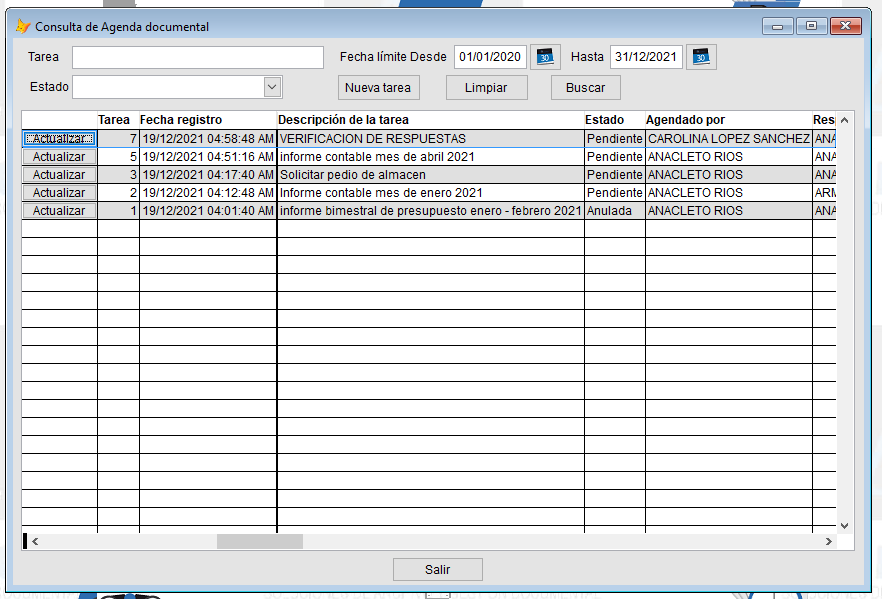 Consulta de Agenda documental
Tarea Fecha límite Desde 01/01/2020 30 Hasta 31/12/2021 30
Estado Nueva tarea Limpiar Buscar
Tarea Fecha registro Descripción de la tarea Estado Agendado por Res
Actualizar 7 19/12/2021 04:58:48 AM VERIFICACION DE RESPUESTAS Pendiente CAROLINA LOPEZ SANCHEZ ANA
Actualizar 5 19/12/2021 04:51:16 AM informe contable mes de abril 2021 Pendiente ANACLETO RIOS ANA
Actualizar 3 19/12/2021 04:17:40 AM Solicitar pedio de almacen Pendiente ANACLETO RIOS ANA
Actualizar 2 19/12/2021 04:12:48 AM Informe contable mes de enero 2021 Pendiente ANACLETO RIOS ARM
Actualizar 1 19/12/2021 04:01:40 AM informe bimestral de presupuesto enero - febrero 2021 Anulada ANACLETO RIOS ANA
Salir